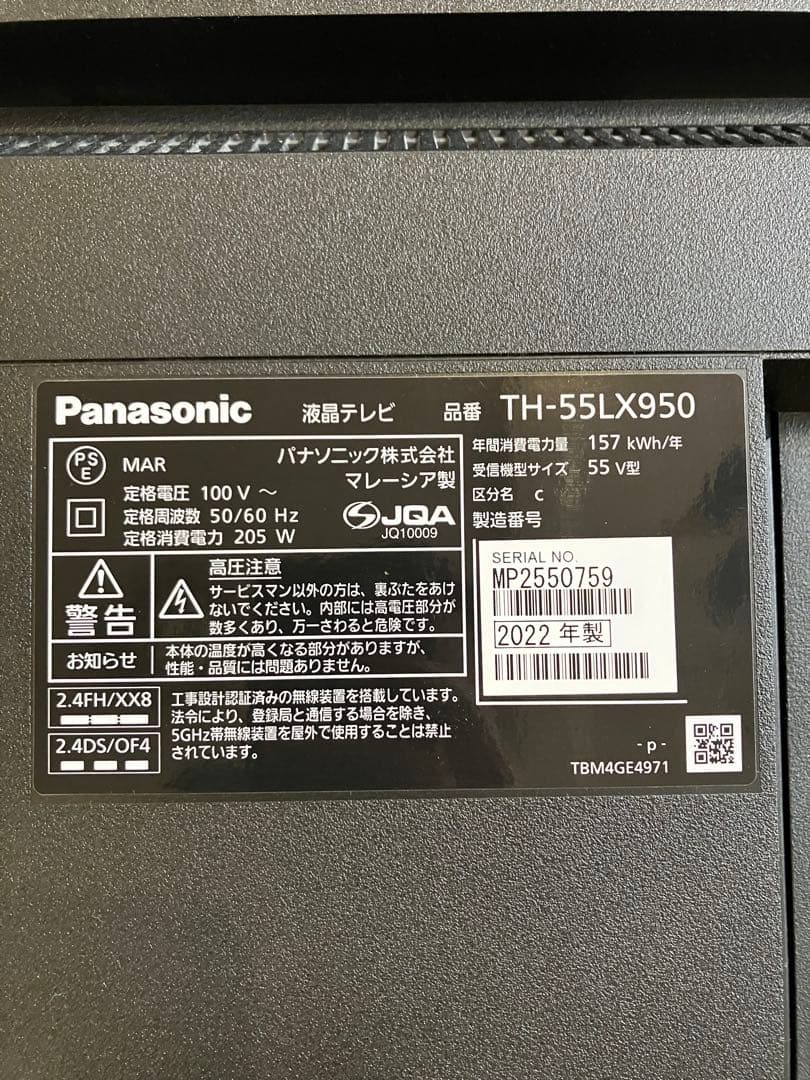 Panasonic 液晶テレビ 品番 TH-55LX950
PS
E
MAR
パナソニック株式会社
マレーシア製
定格電圧 100 V ～
定格周波数 50/60 Hz
定格消費電力 205 W
JQA
JQ10009
年間消費電力量 157 kWh/年
受信機型サイズ 55 V型
区分名 C
製造番号
SERIAL NO.
MP2550759
2022 年製
警告
高圧注意
サービスマン以外の方は、裏ぶたをあけ
ないでください。内部には高電圧部分が
数多くあり、万一さわると危険です。
お知らせ
本体の温度が高くなる部分がありますが、
性能・品質には問題ありません。
2.4FH/XX8
2.4DS/OF4
工事設計認証済みの無線装置を搭載しています。
法令により、登録局と通信する場合を除き、
5GHz帯無線装置を屋外で使用することは禁止
されています。
- p -
TBM4GE4971